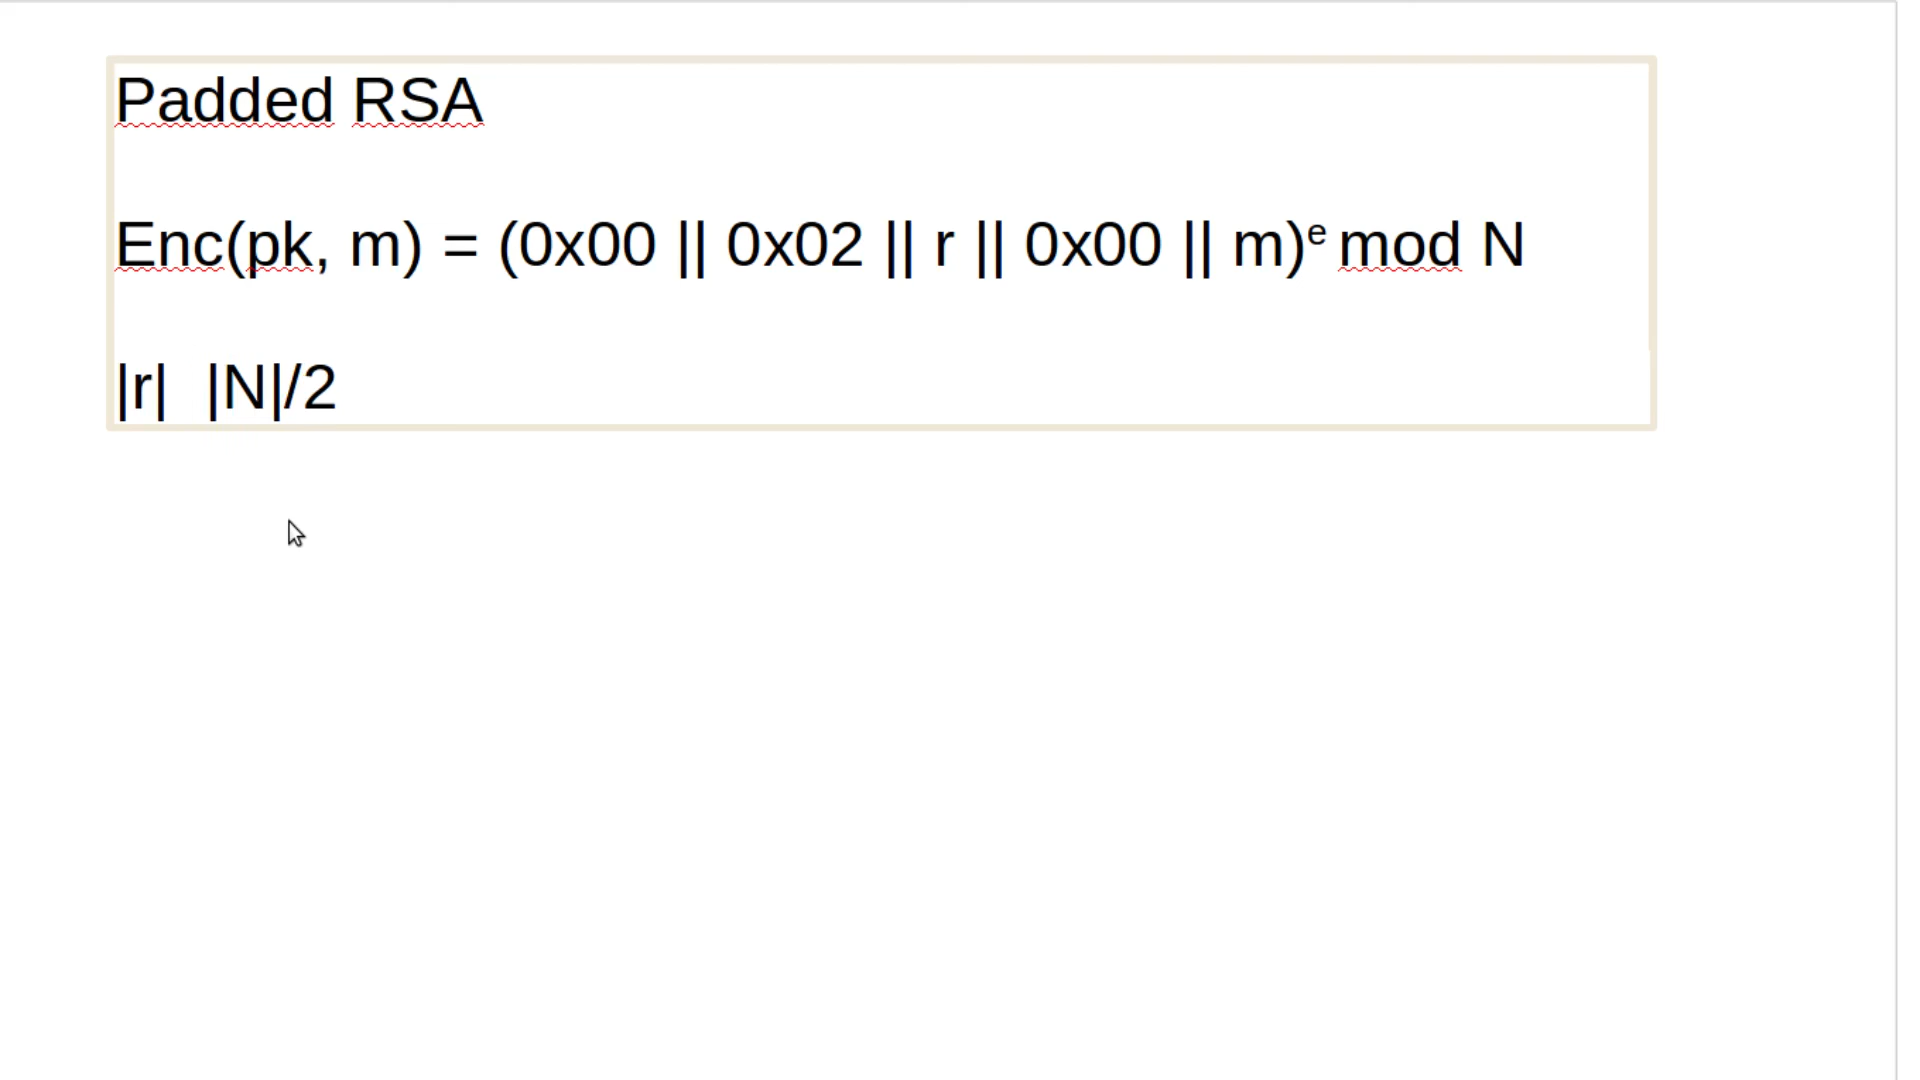 Padded RSA
Enc(pk, m) = (0x00 || 0x02 || r || 0x00 || m)ᵉ mod N
|r|  |N|/2